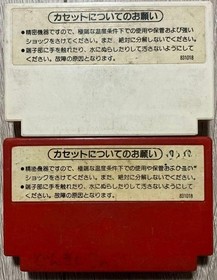 カセットについてのお願い
●精密機器ですので、極端な温度条件下での使用や保管および強い
ショックをさけてください。また、絶対に分解しないでください。
●端子部に手を触れたり、水にぬらしたりして汚さないようにして
ください。故障の原因となります。
831018
カセットについてのお願い
●精密機器ですので、極端な温度条件下での使用や保管および強い
ショックをさけてください。また、絶対に分解しないでください。
●端子部に手を触れたり、水にぬらしたりして汚さないようにして
ください。故障の原因となります。
831018